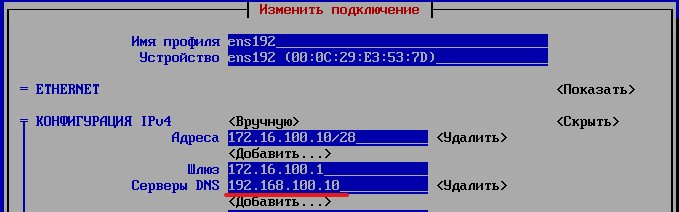 Изменить подключение
Имя профиля ens192
Устройство ens192 (00:0C:29:E3:53:7D)
= ETHERNET <Показать>
= КОНФИГУРАЦИЯ IPv4 <Вручную> <Скрыть>
Адреса 172.16.100.10/28 <Удалить>
<Добавить...>
Шлюз 172.16.100.1
Серверы DNS 192.168.100.10 <Удалить>
<Добавить...>